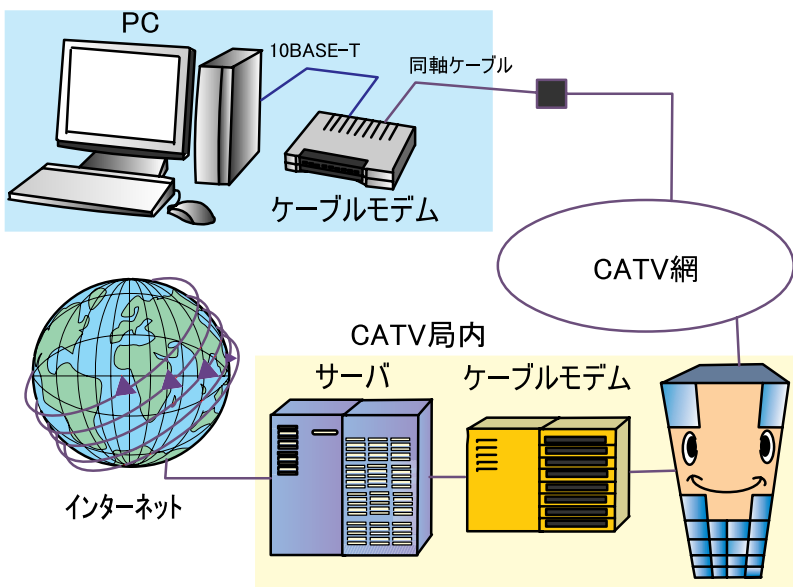 PC
10BASE-T
同軸ケーブル
ケーブルモデム
CATV網
CATV局内
サーバ
ケーブルモデム
インターネット